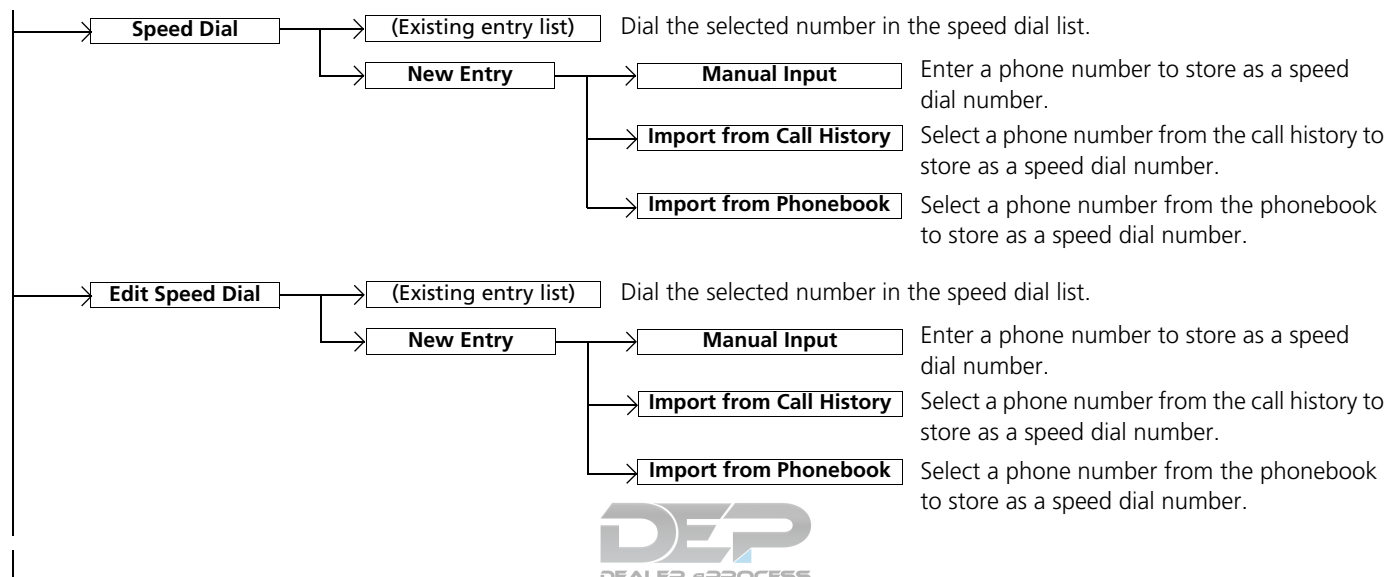 Speed Dial
(Existing entry list)
Dial the selected number in the speed dial list.
New Entry
Manual Input
Enter a phone number to store as a speed
dial number.
Import from Call History
Select a phone number from the call history to
store as a speed dial number.
Import from Phonebook
Select a phone number from the phonebook
to store as a speed dial number.
Edit Speed Dial
(Existing entry list)
Dial the selected number in the speed dial list.
New Entry
Manual Input
Enter a phone number to store as a speed
dial number.
Import from Call History
Select a phone number from the call history to
store as a speed dial number.
Import from Phonebook
Select a phone number from the phonebook
to store as a speed dial number.
DEP
DEALER ePROCESS